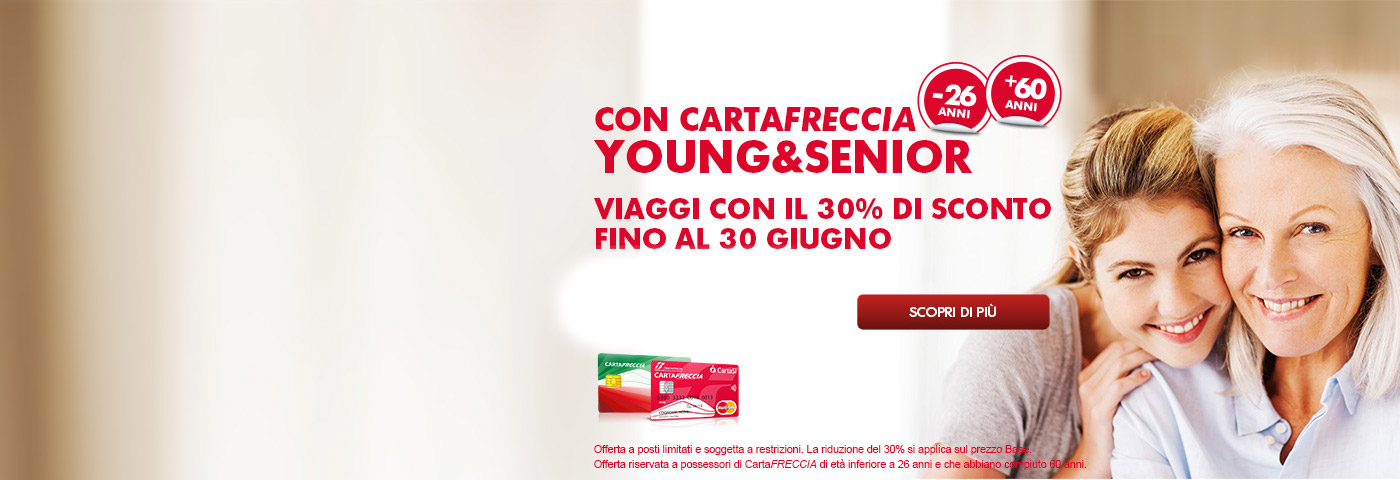 -26
ANNI
+60
ANNI
CON CARTAFRECCIA
YOUNG&SENIOR
VIAGGI CON IL 30% DI SCONTO
FINO AL 30 GIUGNO
SCOPRI DI PIÙ
CARTAFRECCIA
CARTAFRECCIA
CartaSi
MasterCard
Offerta a posti limitati e soggetta a restrizioni. La riduzione del 30% si applica sul prezzo Base.
Offerta riservata a possessori di CartaFRECCIA di età inferiore a 26 anni e che abbiano compiuto 60 anni.